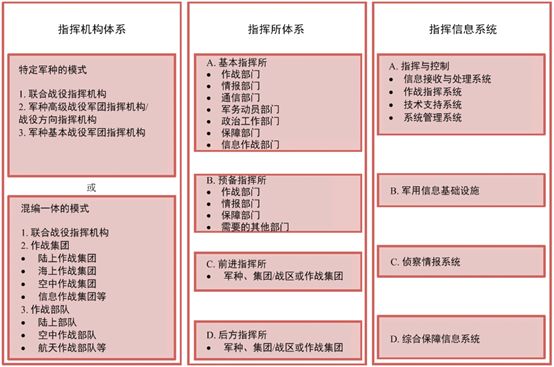 指挥机构体系
特定军种的模式
1. 联合战役指挥机构
2. 军种高级战役军团指挥机构/
战役方向指挥机构
3. 军种基本战役军团指挥机构
或
混编一体的模式
1. 联合战役指挥机构
2. 作战集团
• 陆上作战集团
• 海上作战集团
• 空中作战集团
• 信息作战集团等
3. 作战部队
• 陆上部队
• 空中作战部队
• 航天作战部队等
指挥所体系
A. 基本指挥所
• 作战部门
• 情报部门
• 通信部门
• 军务动员部门
• 政治工作部门
• 保障部门
• 信息作战部门
B. 预备指挥所
• 作战部门
• 情报部门
• 保障部门
• 需要的其他部门
C. 前进指挥所
• 军种、集团/战区或作战集团
D. 后方指挥所
• 军种、集团/战区或作战集团
指挥信息系统
A. 指挥与控制
• 信息接收与处理系统
• 作战指挥系统
• 技术支持系统
• 系统管理系统
B. 军用信息基础设施
C. 侦察情报系统
D. 综合保障信息系统